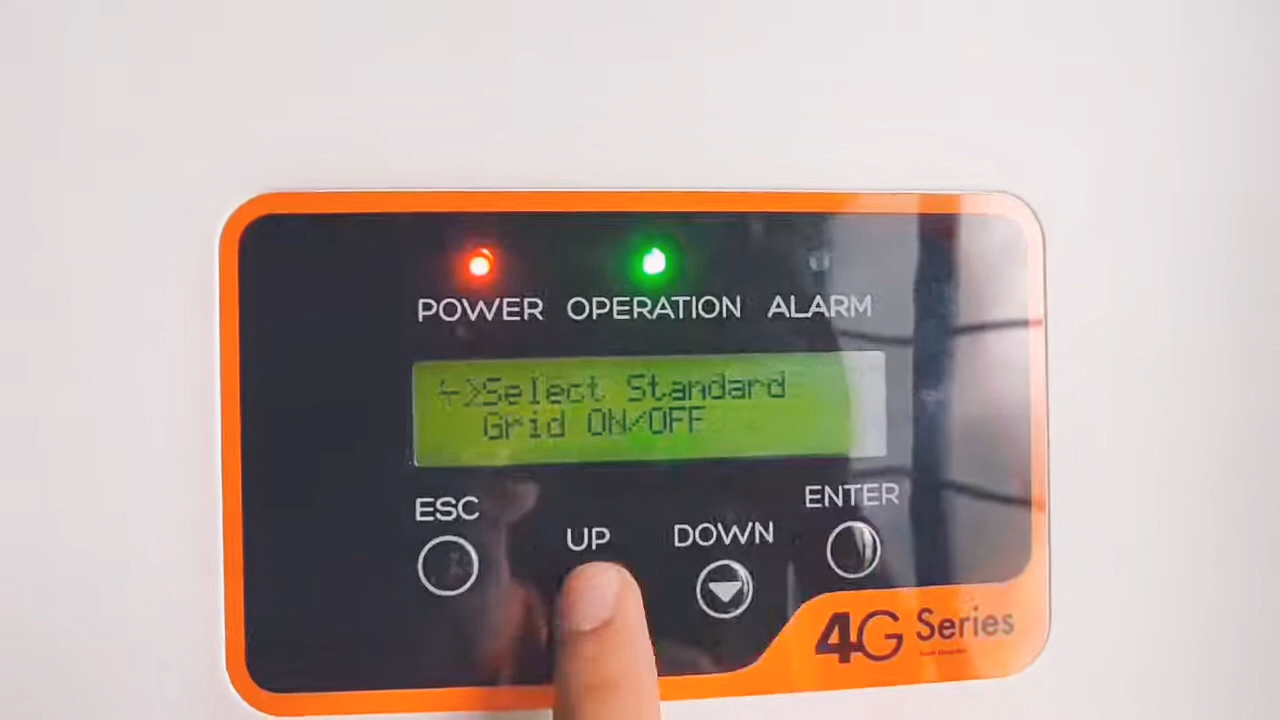 POWER OPERATION ALARM
->Select Standard
Grid ON/OFF
ESC UP DOWN ENTER
4G Series